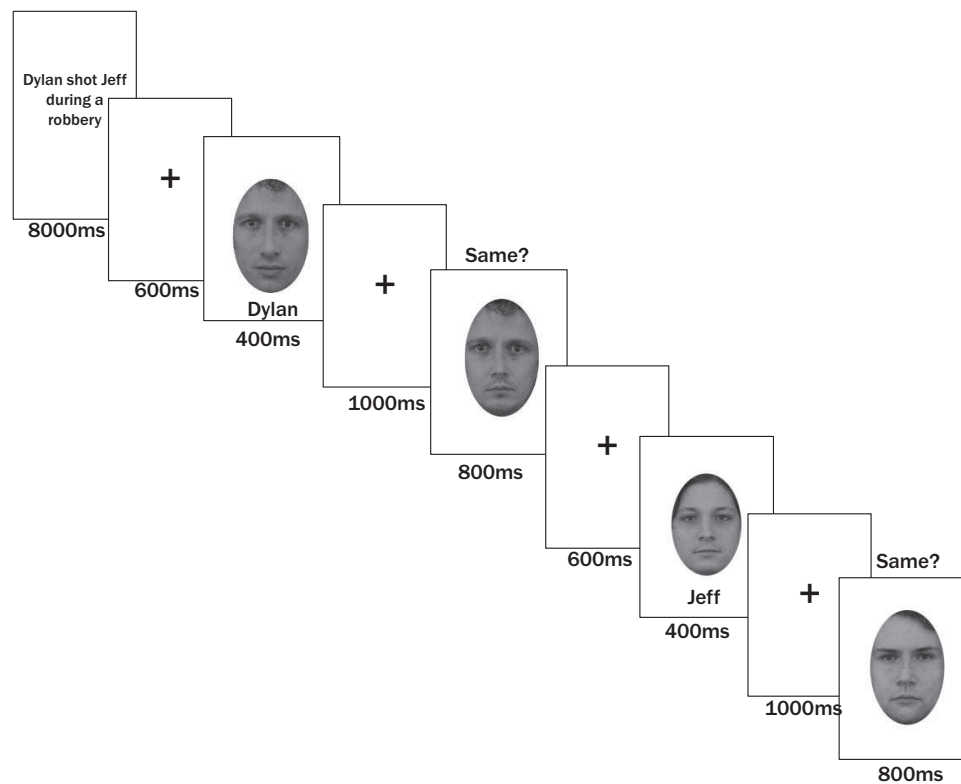 Dylan shot Jeff
during a
robbery
8000ms
+
600ms
Dylan
400ms
+
1000ms
Same?
800ms
+
600ms
Jeff
400ms
+
1000ms
Same?
800ms